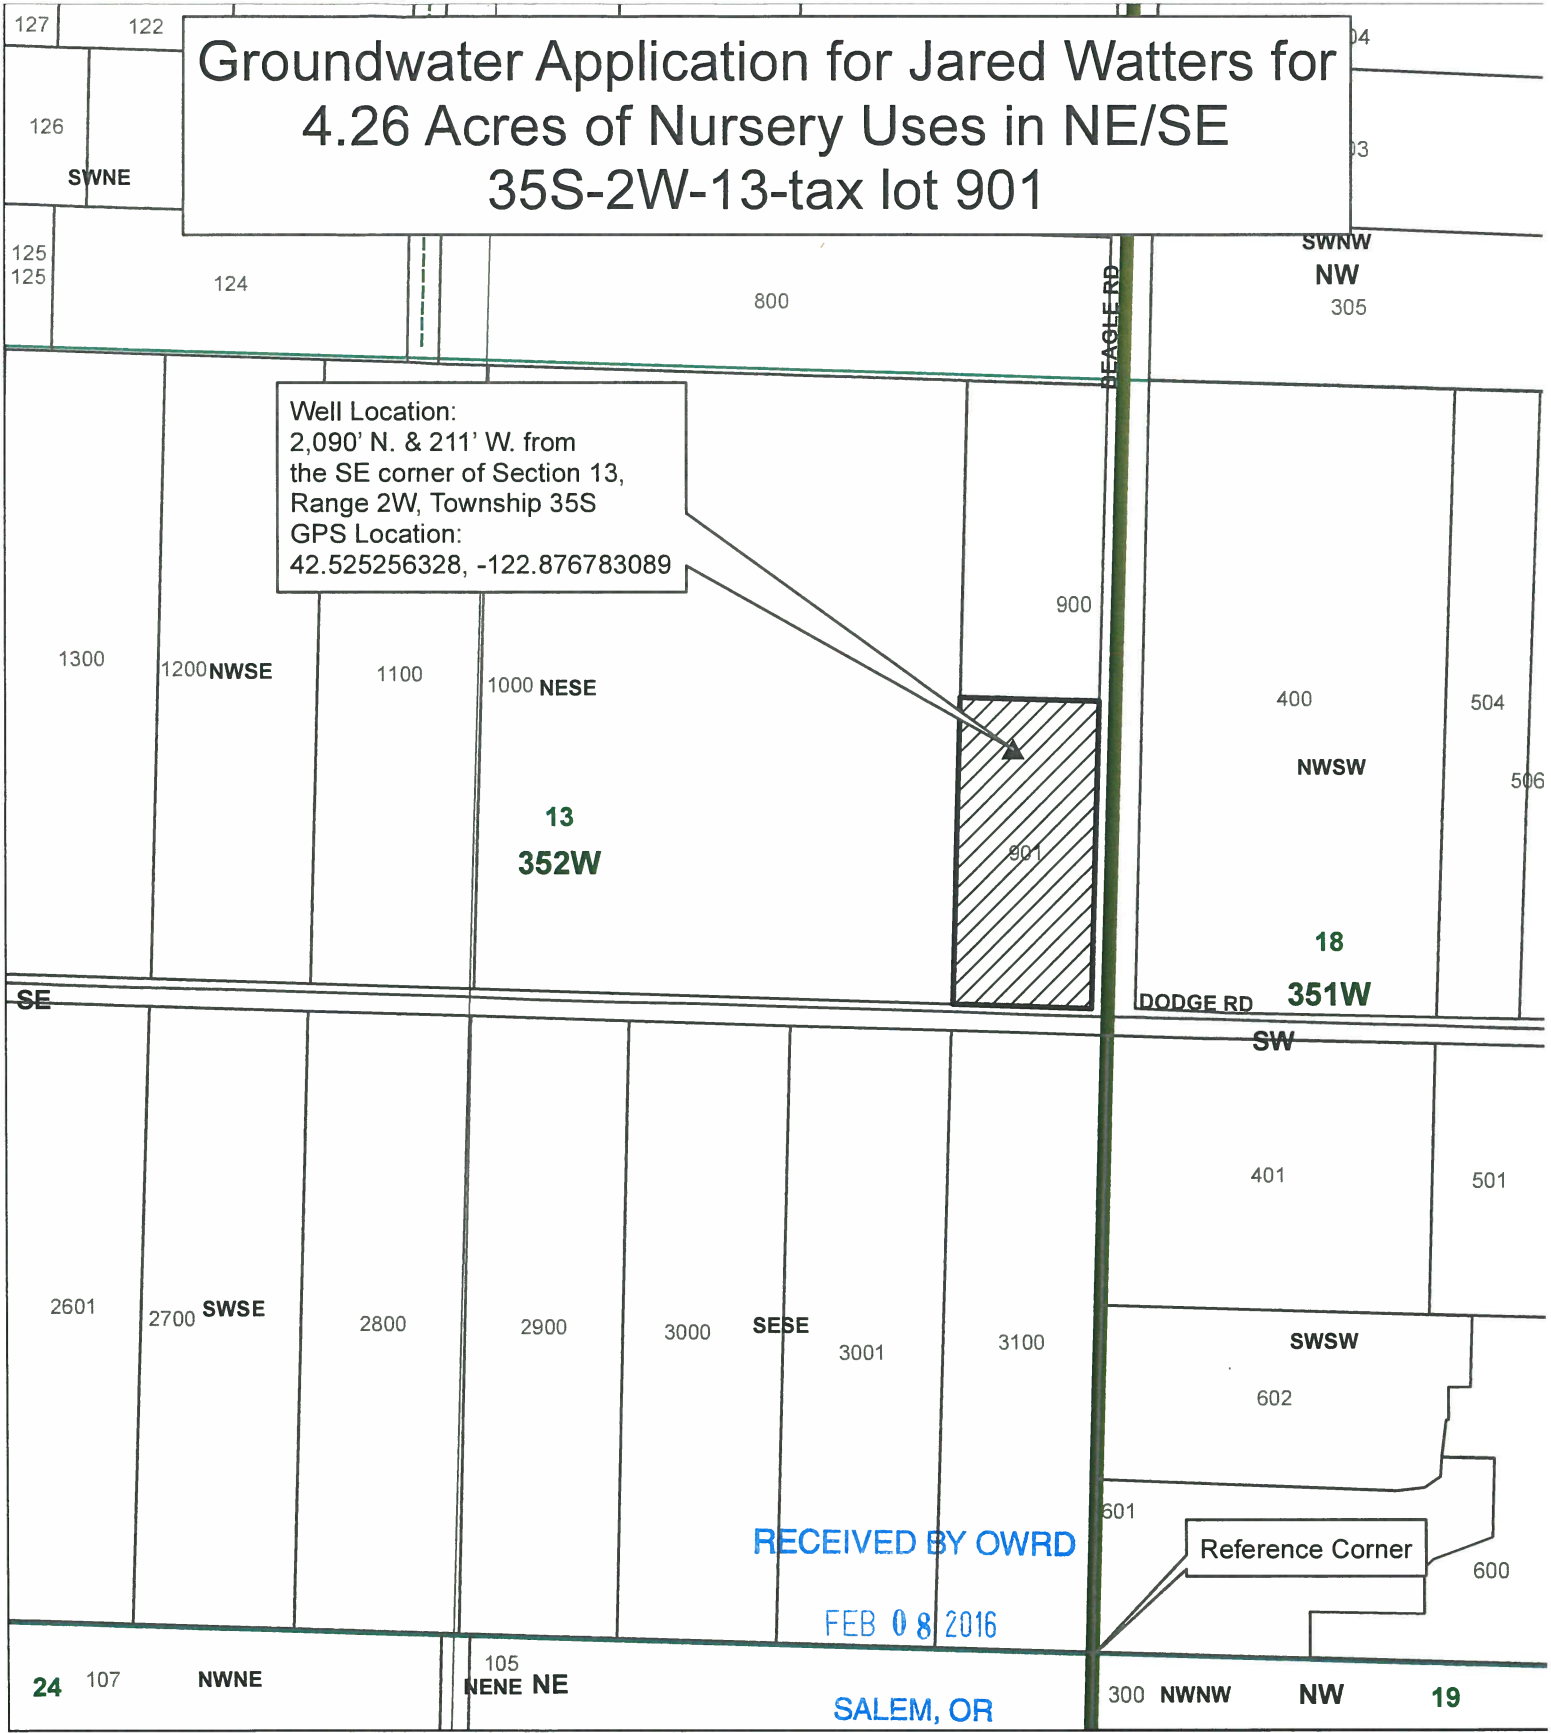 127
122
Groundwater Application for Jared Watters for
4.26 Acres of Nursery Uses in NE/SE
35S-2W-13-tax lot 901
04
126
03
SWNE
125
125
124
800
BEAGLE RD
SWNW
NW
305
Well Location:
2,090' N. & 211' W. from
the SE corner of Section 13,
Range 2W, Township 35S
GPS Location:
42.525256328, -122.876783089
900
1300
1200 NWSE
1100
1000 NESE
400
504
NWSW
506
13
352W
901
18
351W
SE
DODGE RD
SW
401
501
2601
2700 SWSE
2800
2900
3000
SESE
3001
3100
SWSW
602
601
RECEIVED BY OWRD
Reference Corner
600
FEB 08 2016
24
107
NWNE
105
NENE NE
SALEM, OR
300
NWNW
NW
19